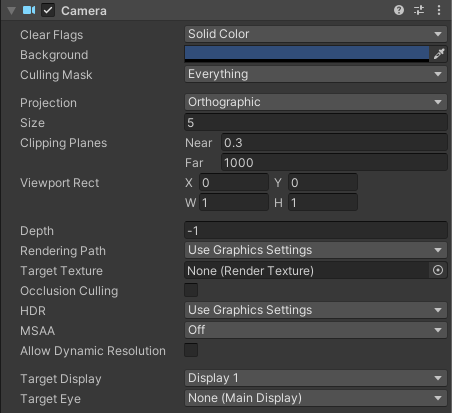 Camera
Clear Flags Solid Color
Background
Culling Mask Everything
Projection Orthographic
Size 5
Clipping Planes Near 0.3
Far 1000
Viewport Rect X 0 Y 0
W 1 H 1
Depth -1
Rendering Path Use Graphics Settings
Target Texture None (Render Texture)
Occlusion Culling
HDR Use Graphics Settings
MSAA Off
Allow Dynamic Resolution
Target Display Display 1
Target Eye None (Main Display)